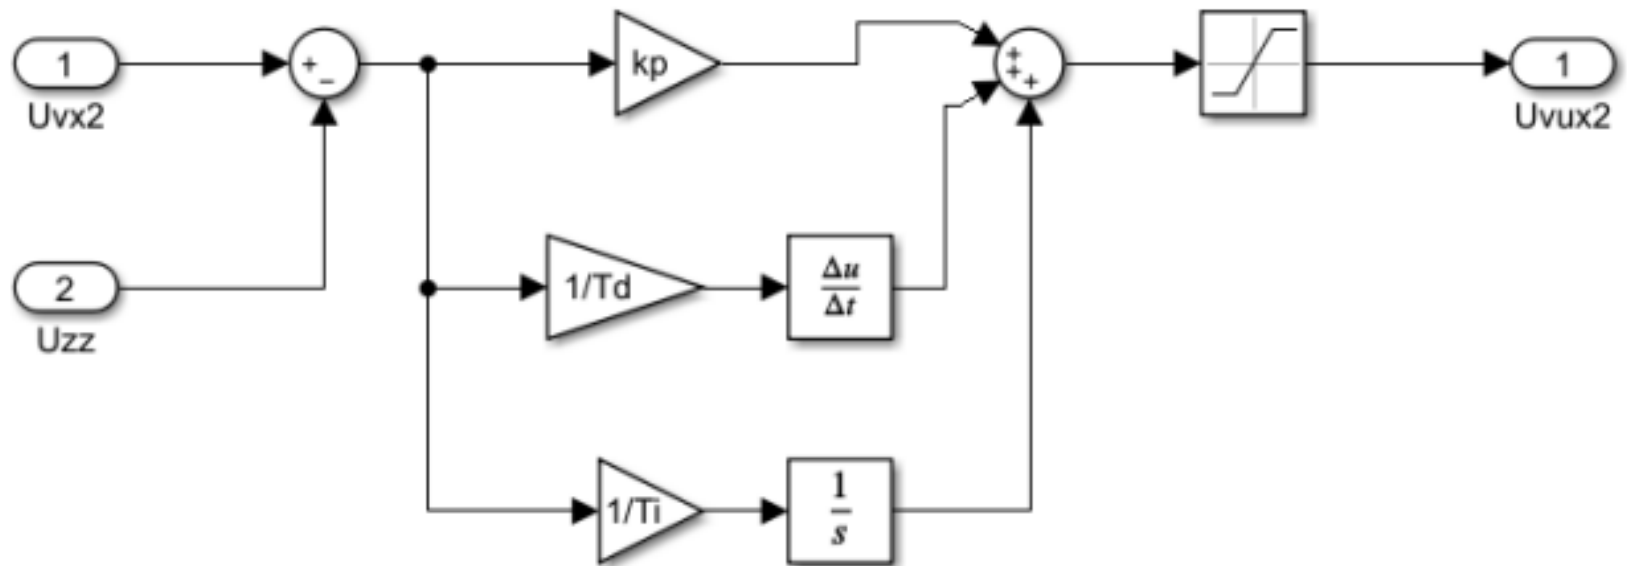 1
Uvx2
+
−
kp
+
+
+
1
Uvux2
2
Uzz
1/Td
Δu
Δt
1/Ti
1
s